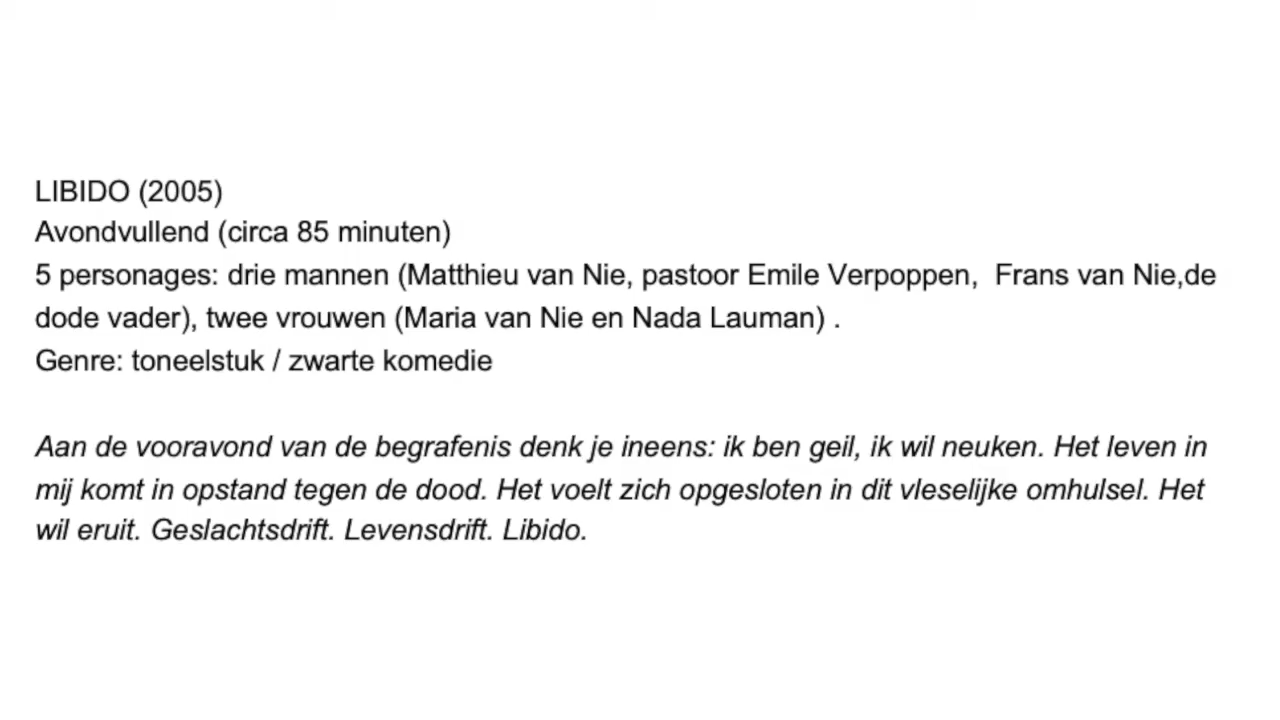 LIBIDO (2005)
Avondvullend (circa 85 minuten)
5 personages: drie mannen (Matthieu van Nie, pastoor Emile Verpoppen,  Frans van Nie,de
dode vader), twee vrouwen (Maria van Nie en Nada Lauman) .
Genre: toneelstuk / zwarte komedie
Aan de vooravond van de begrafenis denk je ineens: ik ben geil, ik wil neuken. Het leven in
mij komt in opstand tegen de dood. Het voelt zich opgesloten in dit vleselijke omhulsel. Het
wil eruit. Geslachtsdrift. Levensdrift. Libido.